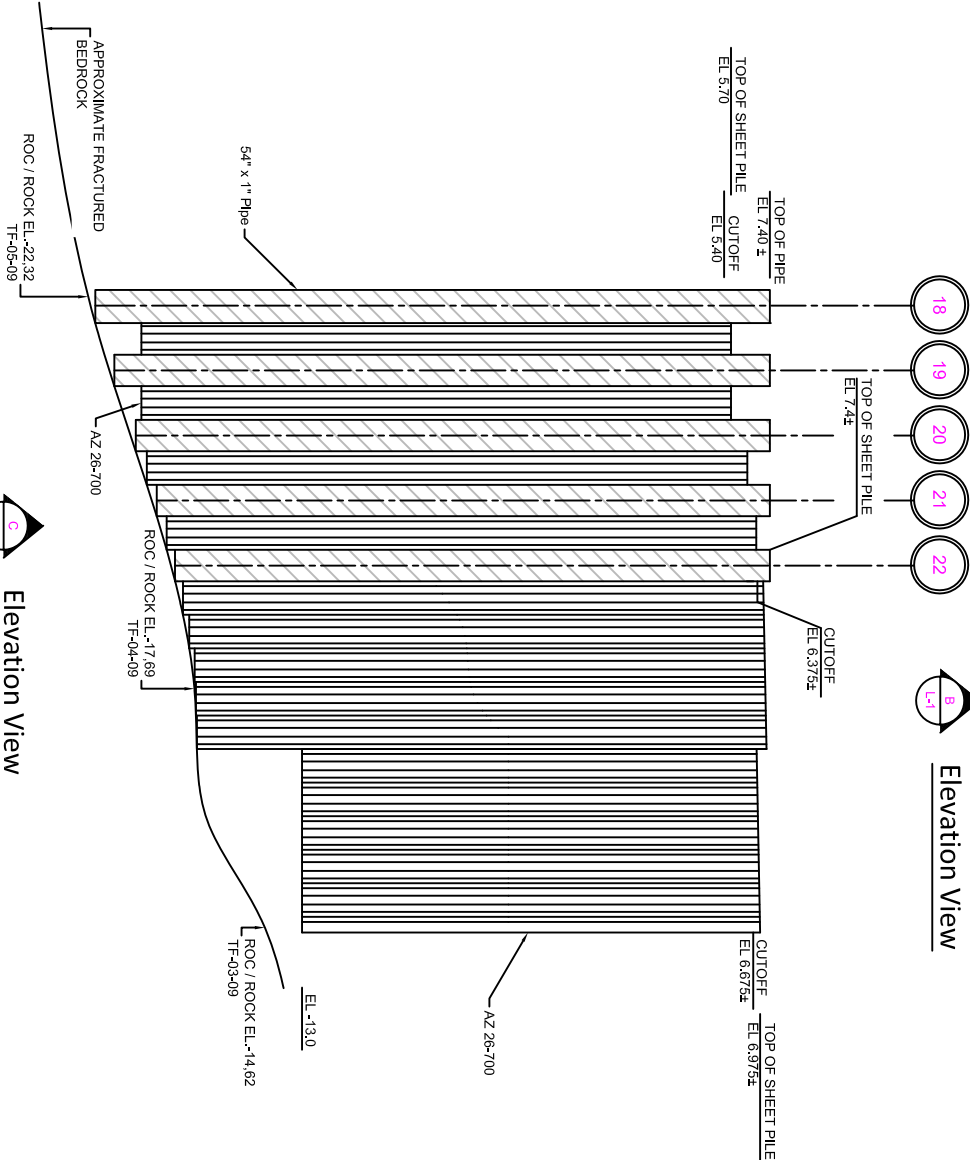 18
19
20
21
22
B
L-1
Elevation View
TOP OF SHEET PILE
EL 5.70
TOP OF PIPE
EL 7.40 ±
CUTOFF
EL 5.40
TOP OF SHEET PILE
EL 7.4±
CUTOFF
EL 6.375±
CUTOFF
EL 6.675±
TOP OF SHEET PILE
EL 6.975±
54" x 1" Pipe
APPROXIMATE FRACTURED
BEDROCK
ROC / ROCK EL.-22,32
TF-05-09
AZ 26-700
ROC / ROCK EL.-17,69
TF-04-09
ROC / ROCK EL.-14,62
TF-03-09
EL -13.0
AZ 26-700
C
Elevation View